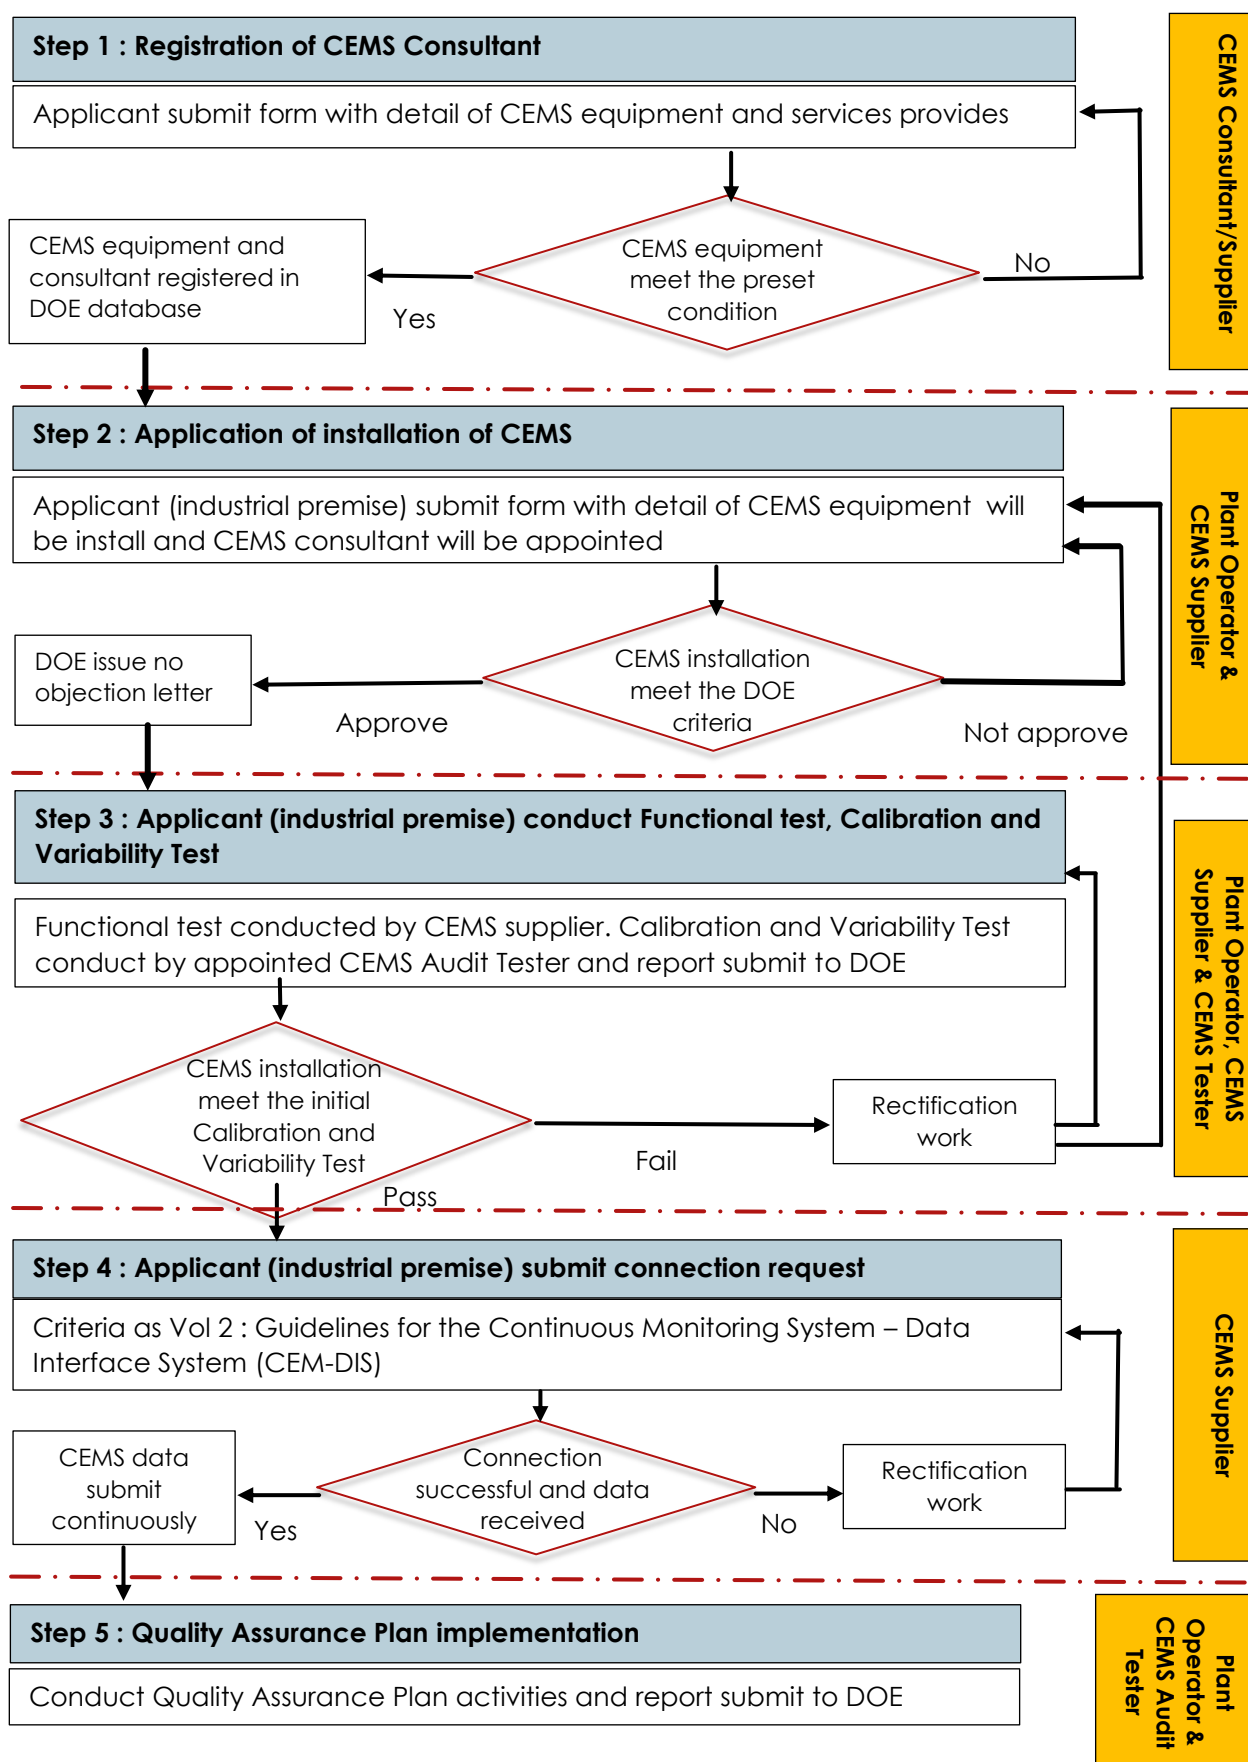 Step 1 : Registration of CEMS Consultant
Applicant submit form with detail of CEMS equipment and services provides
CEMS equipment
meet the preset
condition
No
CEMS equipment and
consultant registered in
DOE database
Yes
CEMS Consultant/Supplier
Step 2 : Application of installation of CEMS
Applicant (industrial premise) submit form with detail of CEMS equipment  will
be install and CEMS consultant will be appointed
CEMS installation
meet the DOE
criteria
DOE issue no
objection letter
Approve
Not approve
Plant Operator &
CEMS Supplier
Step 3 : Applicant (industrial premise) conduct Functional test, Calibration and
Variability Test
Functional test conducted by CEMS supplier. Calibration and Variability Test
conduct by appointed CEMS Audit Tester and report submit to DOE
CEMS installation
meet the initial
Calibration and
Variability Test
Fail
Rectification
work
Pass
Plant Operator, CEMS
Supplier & CEMS Tester
Step 4 : Applicant (industrial premise) submit connection request
Criteria as Vol 2 : Guidelines for the Continuous Monitoring System – Data
Interface System (CEM-DIS)
Connection
successful and data
received
CEMS data
submit
continuously
Yes
No
Rectification
work
CEMS Supplier
Step 5 : Quality Assurance Plan implementation
Conduct Quality Assurance Plan activities and report submit to DOE
Plant
Operator &
CEMS Audit
Tester